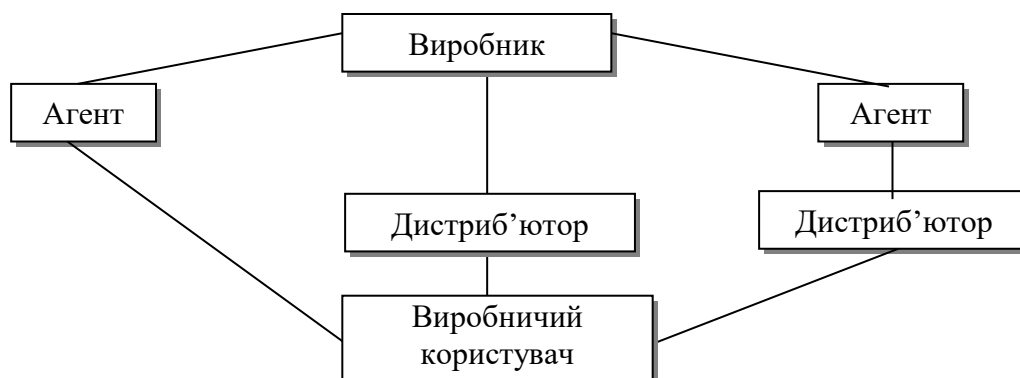 Виробник
Агент
Агент
Дистриб’ютор
Дистриб’ютор
Виробничий
користувач